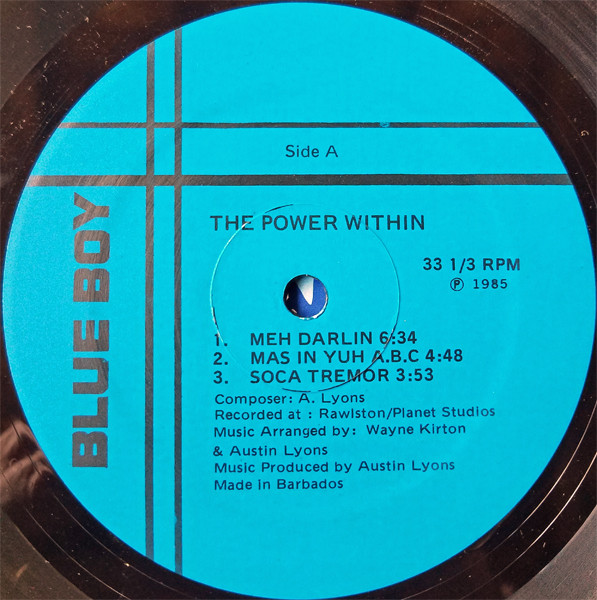 Side A
BLUE BOY
THE POWER WITHIN
33 1/3 RPM
Ⓟ 1985
1. MEH DARLIN 6:34
2. MAS IN YUH A.B.C 4:48
3. SOCA TREMOR 3:53
Composer: A. Lyons
Recorded at : Rawlston/Planet Studios
Music Arranged by: Wayne Kirton
& Austin Lyons
Music Produced by Austin Lyons
Made in Barbados